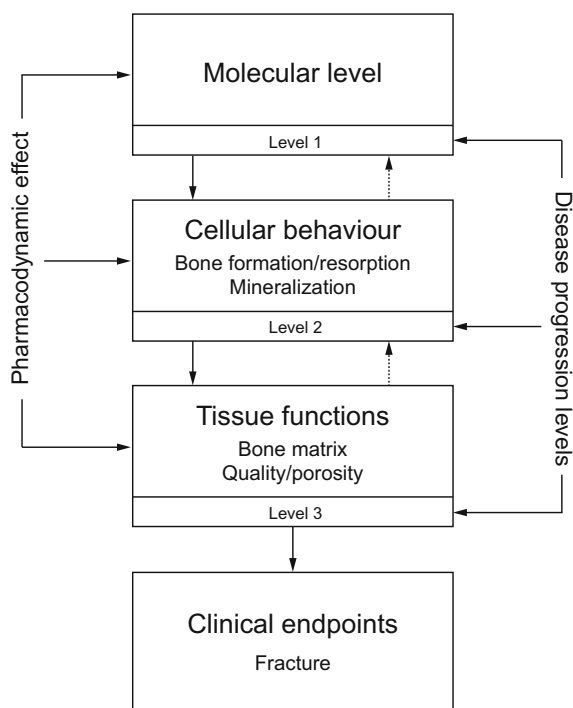 Molecular level
Level 1
Cellular behaviour
Bone formation/resorption
Mineralization
Level 2
Tissue functions
Bone matrix
Quality/porosity
Level 3
Clinical endpoints
Fracture
Pharmacodynamic effect
Disease progression levels